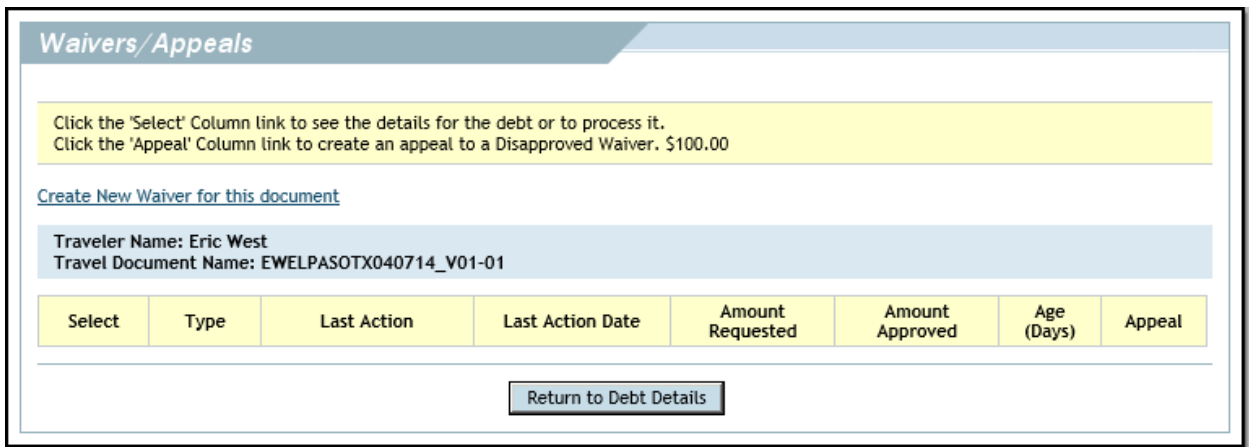 Waivers/Appeals
Click the 'Select' Column link to see the details for the debt or to process it.
Click the 'Appeal' Column link to create an appeal to a Disapproved Waiver. $100.00
Create New Waiver for this document
Traveler Name: Eric West
Travel Document Name: EWELPASOTX040714_V01-01
Select Type Last Action Last Action Date Amount Requested Amount Approved Age (Days) Appeal
Return to Debt Details